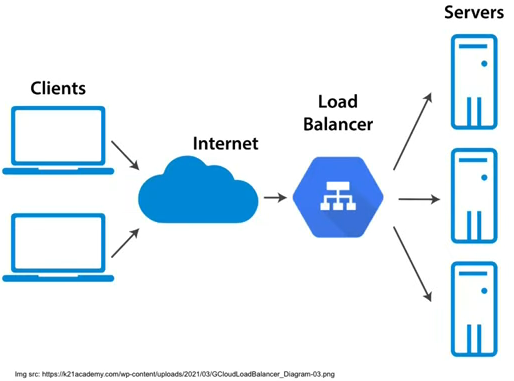 Servers
Clients
Load
Balancer
Internet
Img src: https://k21academy.com/wp-content/uploads/2021/03/GCloudLoadBalancer_Diagram-03.png